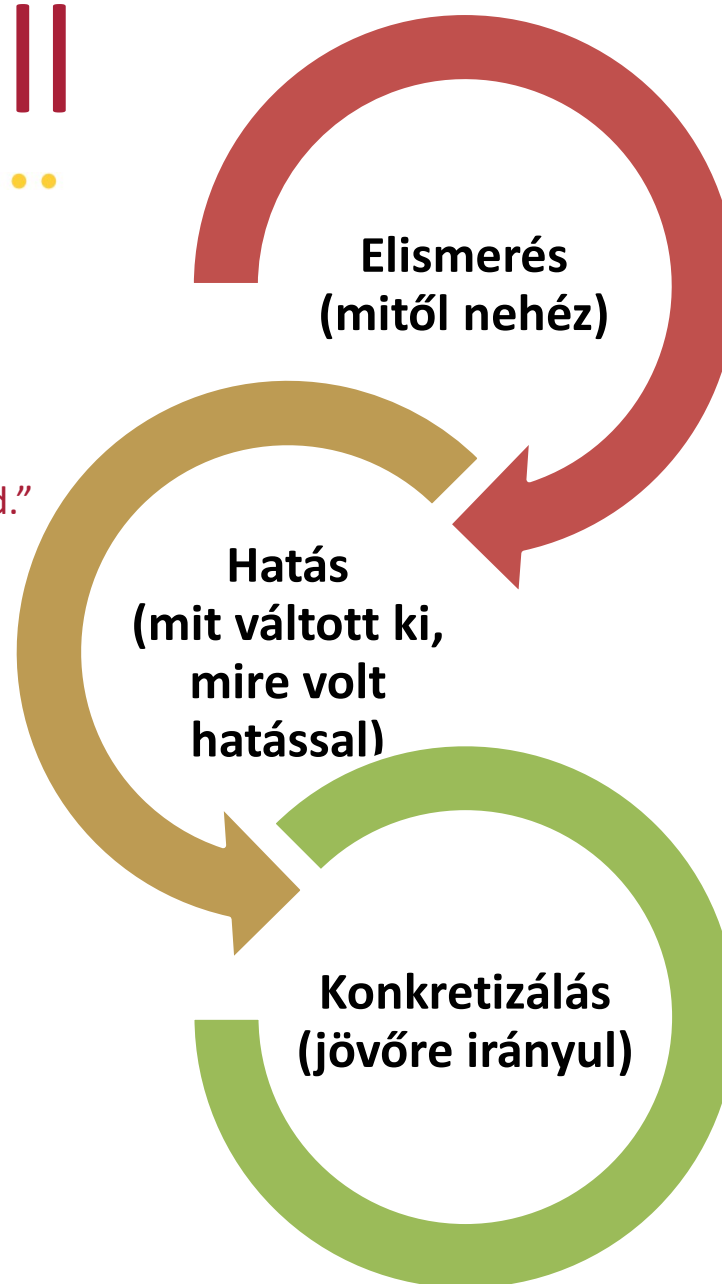 Elismerés
(mitől nehéz)
d.”
Hatás
(mit váltott ki,
mire volt
hatással)
Konkretizálás
(jövőre irányul)